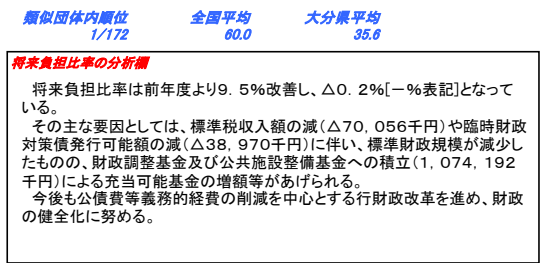 類似団体内順位 全国平均 大分県平均
1/172 60.0 35.6
将来負担比率の分析欄
　将来負担比率は前年度より9．5％改善し、△0．2％[－％表記]となって
いる。
　その主な要因としては、標準税収入額の減（△70，056千円）や臨時財政
対策債発行可能額の減（△38，970千円）に伴い、標準財政規模が減少し
たものの、財政調整基金及び公共施設整備基金への積立（1，074，192
千円）による充当可能基金の増額等があげられる。
　今後も公債費等義務的経費の削減を中心とする行財政改革を進め、財政
の健全化に努める。